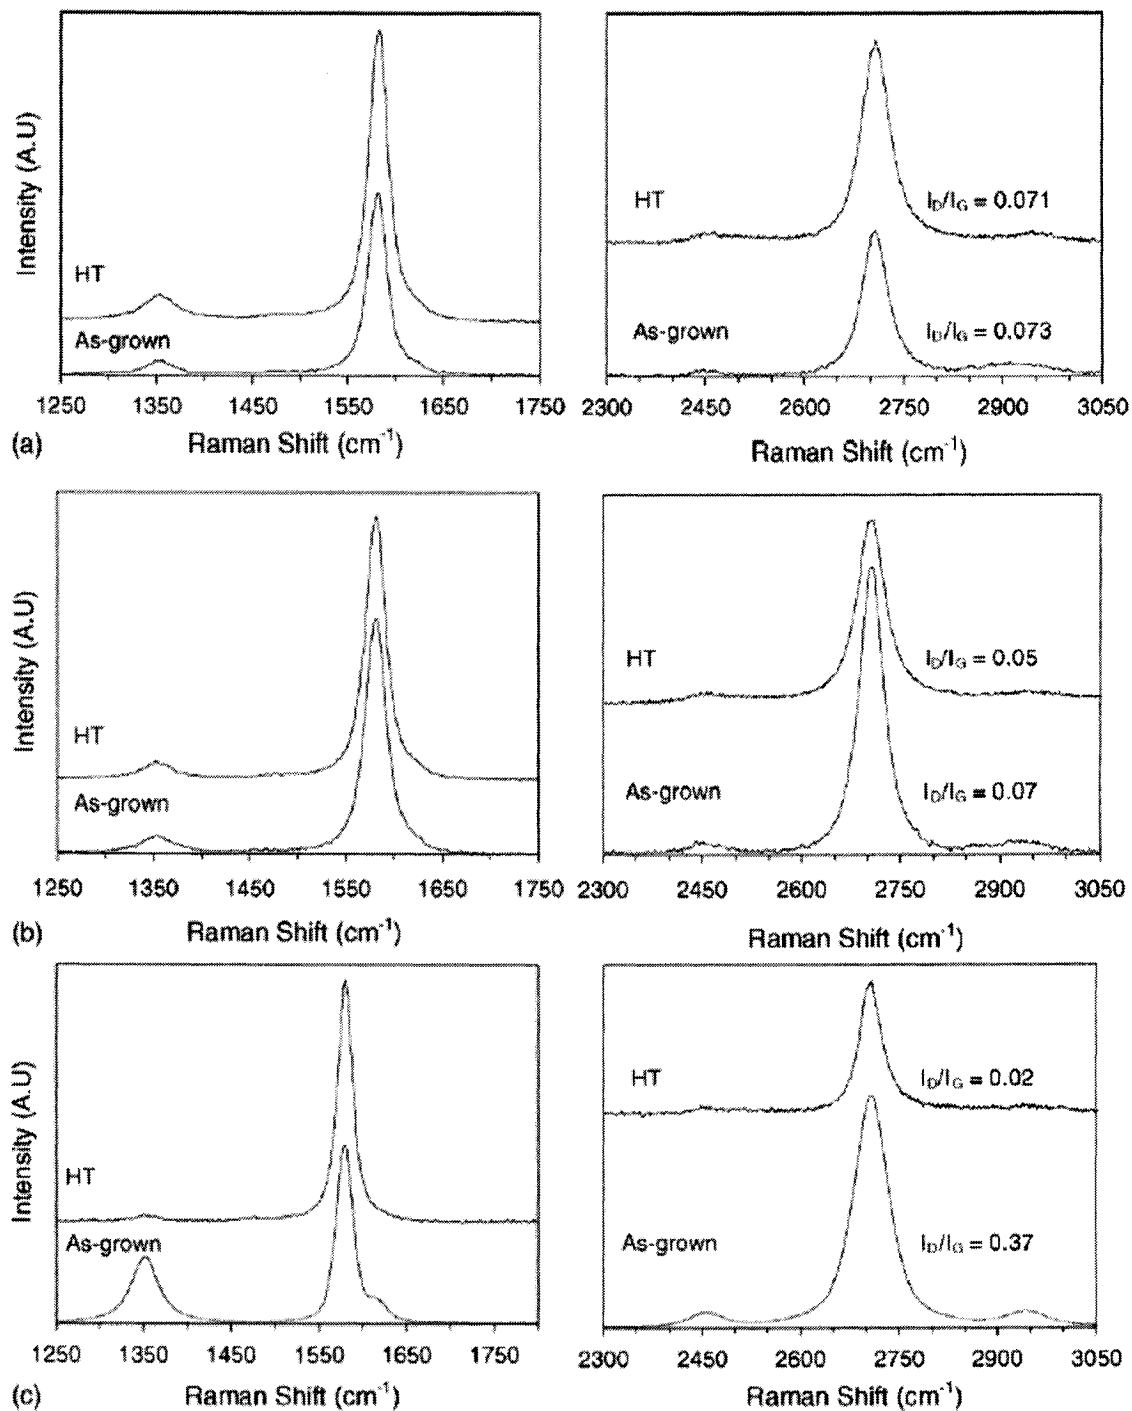 Intensity (A.U)
HT
As-grown
1250 1350 1450 1550 1650 1750
Raman Shift (cm⁻¹)
HT I_D/I_G = 0.071
As-grown I_D/I_G = 0.073
2300 2450 2600 2750 2900 3050
Raman Shift (cm⁻¹)
(a)
Intensity (A.U)
HT
As-grown
1250 1350 1450 1550 1650 1750
Raman Shift (cm⁻¹)
HT I_D/I_G = 0.05
As-grown I_D/I_G = 0.07
2300 2450 2600 2750 2900 3050
Raman Shift (cm⁻¹)
(b)
Intensity (A.U)
HT
As-grown
1250 1350 1450 1550 1650 1750
Raman Shift (cm⁻¹)
HT I_D/I_G = 0.02
As-grown I_D/I_G = 0.37
2300 2450 2600 2750 2900 3050
Raman Shift (cm⁻¹)
(c)